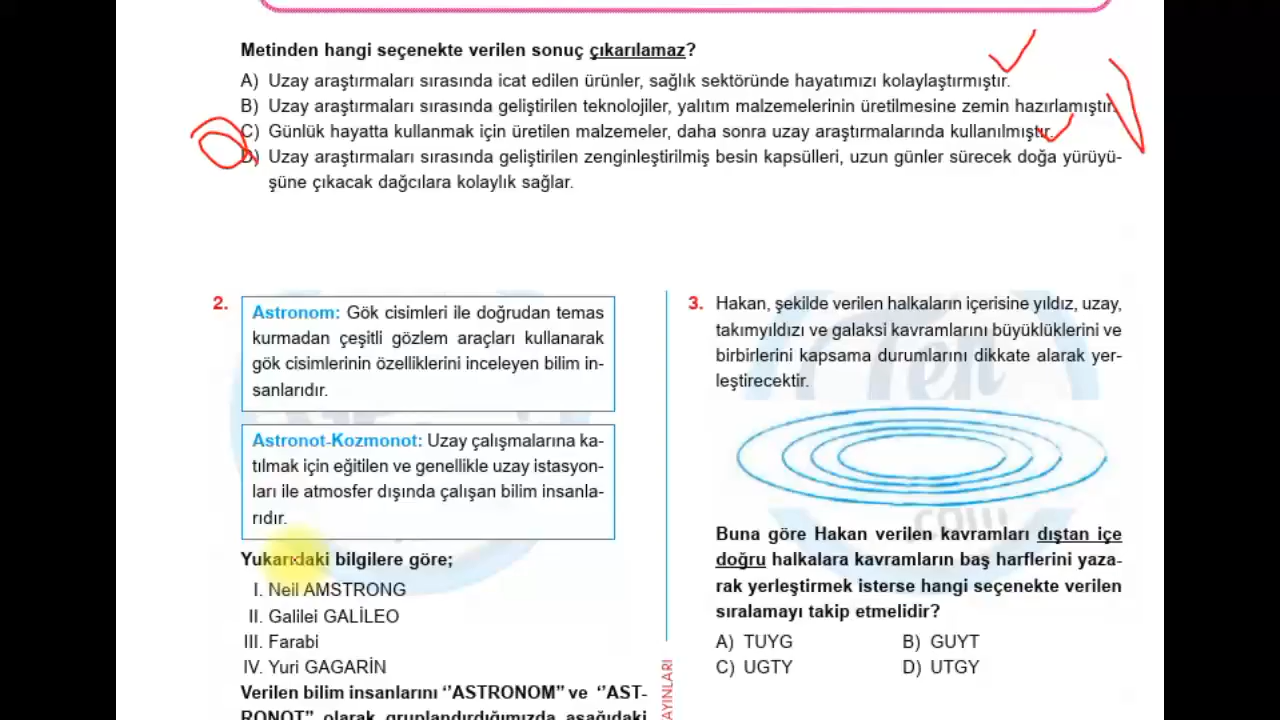 Metinden hangi seçenekte verilen sonuç çıkarılamaz?
A) Uzay araştırmaları sırasında icat edilen ürünler, sağlık sektöründe hayatımızı kolaylaştırmıştır.
B) Uzay araştırmaları sırasında geliştirilen teknolojiler, yalıtım malzemelerinin üretilmesine zemin hazırlamıştır.
C) Günlük hayatta kullanmak için üretilen malzemeler, daha sonra uzay araştırmalarında kullanılmıştır.
D) Uzay araştırmaları sırasında geliştirilen zenginleştirilmiş besin kapsülleri, uzun günler sürecek doğa yürüyü-
şüne çıkacak dağcılara kolaylık sağlar.
2.
Astronom: Gök cisimleri ile doğrudan temas
kurmadan çeşitli gözlem araçları kullanarak
gök cisimlerinin özelliklerini inceleyen bilim in-
sanlarıdır.
Astronot-Kozmonot: Uzay çalışmalarına ka-
tılmak için eğitilen ve genellikle uzay istasyon-
ları ile atmosfer dışında çalışan bilim insanla-
rıdır.
Yukarıdaki bilgilere göre;
I. Neil AMSTRONG
II. Galilei GALİLEO
III. Farabi
IV. Yuri GAGARİN
Verilen bilim insanlarını ‘’ASTRONOM’’ ve ‘’AST-
RONOT’’ olarak gruplandırdığımızda aşağıdaki
3. Hakan, şekilde verilen halkaların içerisine yıldız, uzay,
takımyıldızı ve galaksi kavramlarını büyüklüklerini ve
birbirlerini kapsama durumlarını dikkate alarak yer-
leştirecektir.
Buna göre Hakan verilen kavramları dıştan içe
doğru halkalara kavramların baş harflerini yaza-
rak yerleştirmek isterse hangi seçenekte verilen
sıralamayı takip etmelidir?
A) TUYG B) GUYT
C) UGTY D) UTGY
AYINLARI